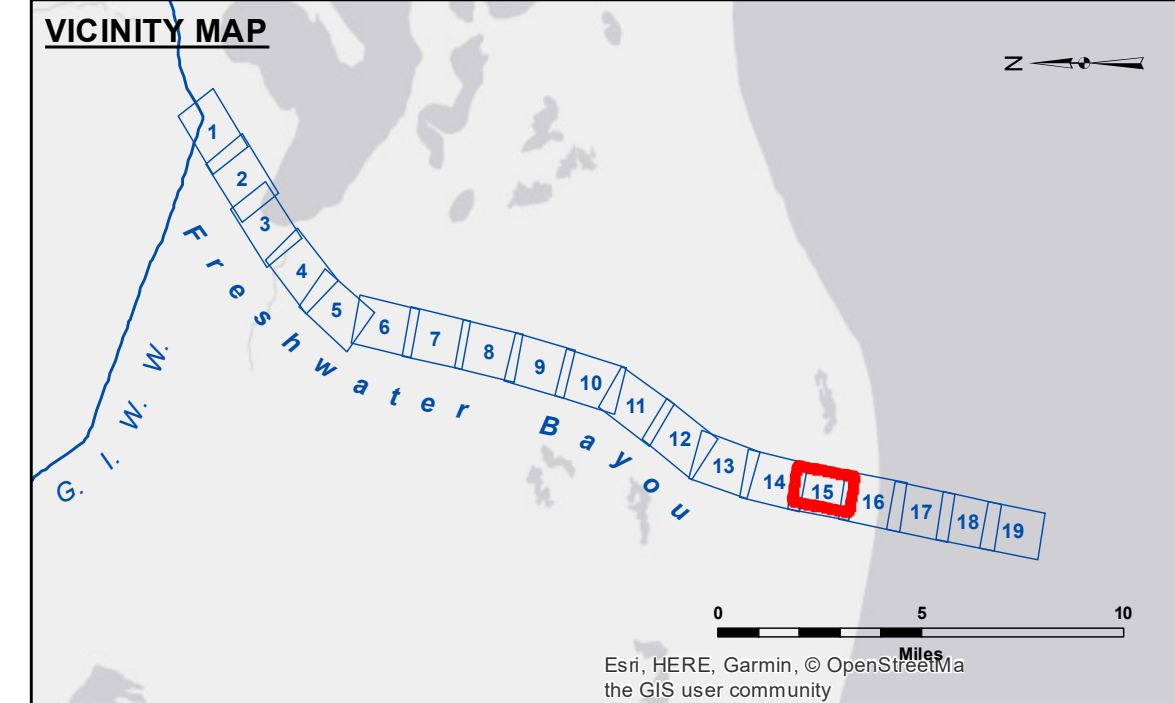 VICINITY MAP
N
1
2
3
4
5
6
7
8
9
10
11
12
13
14
15
16
17
18
19
Freshwater Bayou
G. I. W. W.
0 5 10
Miles
Esri, HERE, Garmin, © OpenStreetMa
the GIS user community